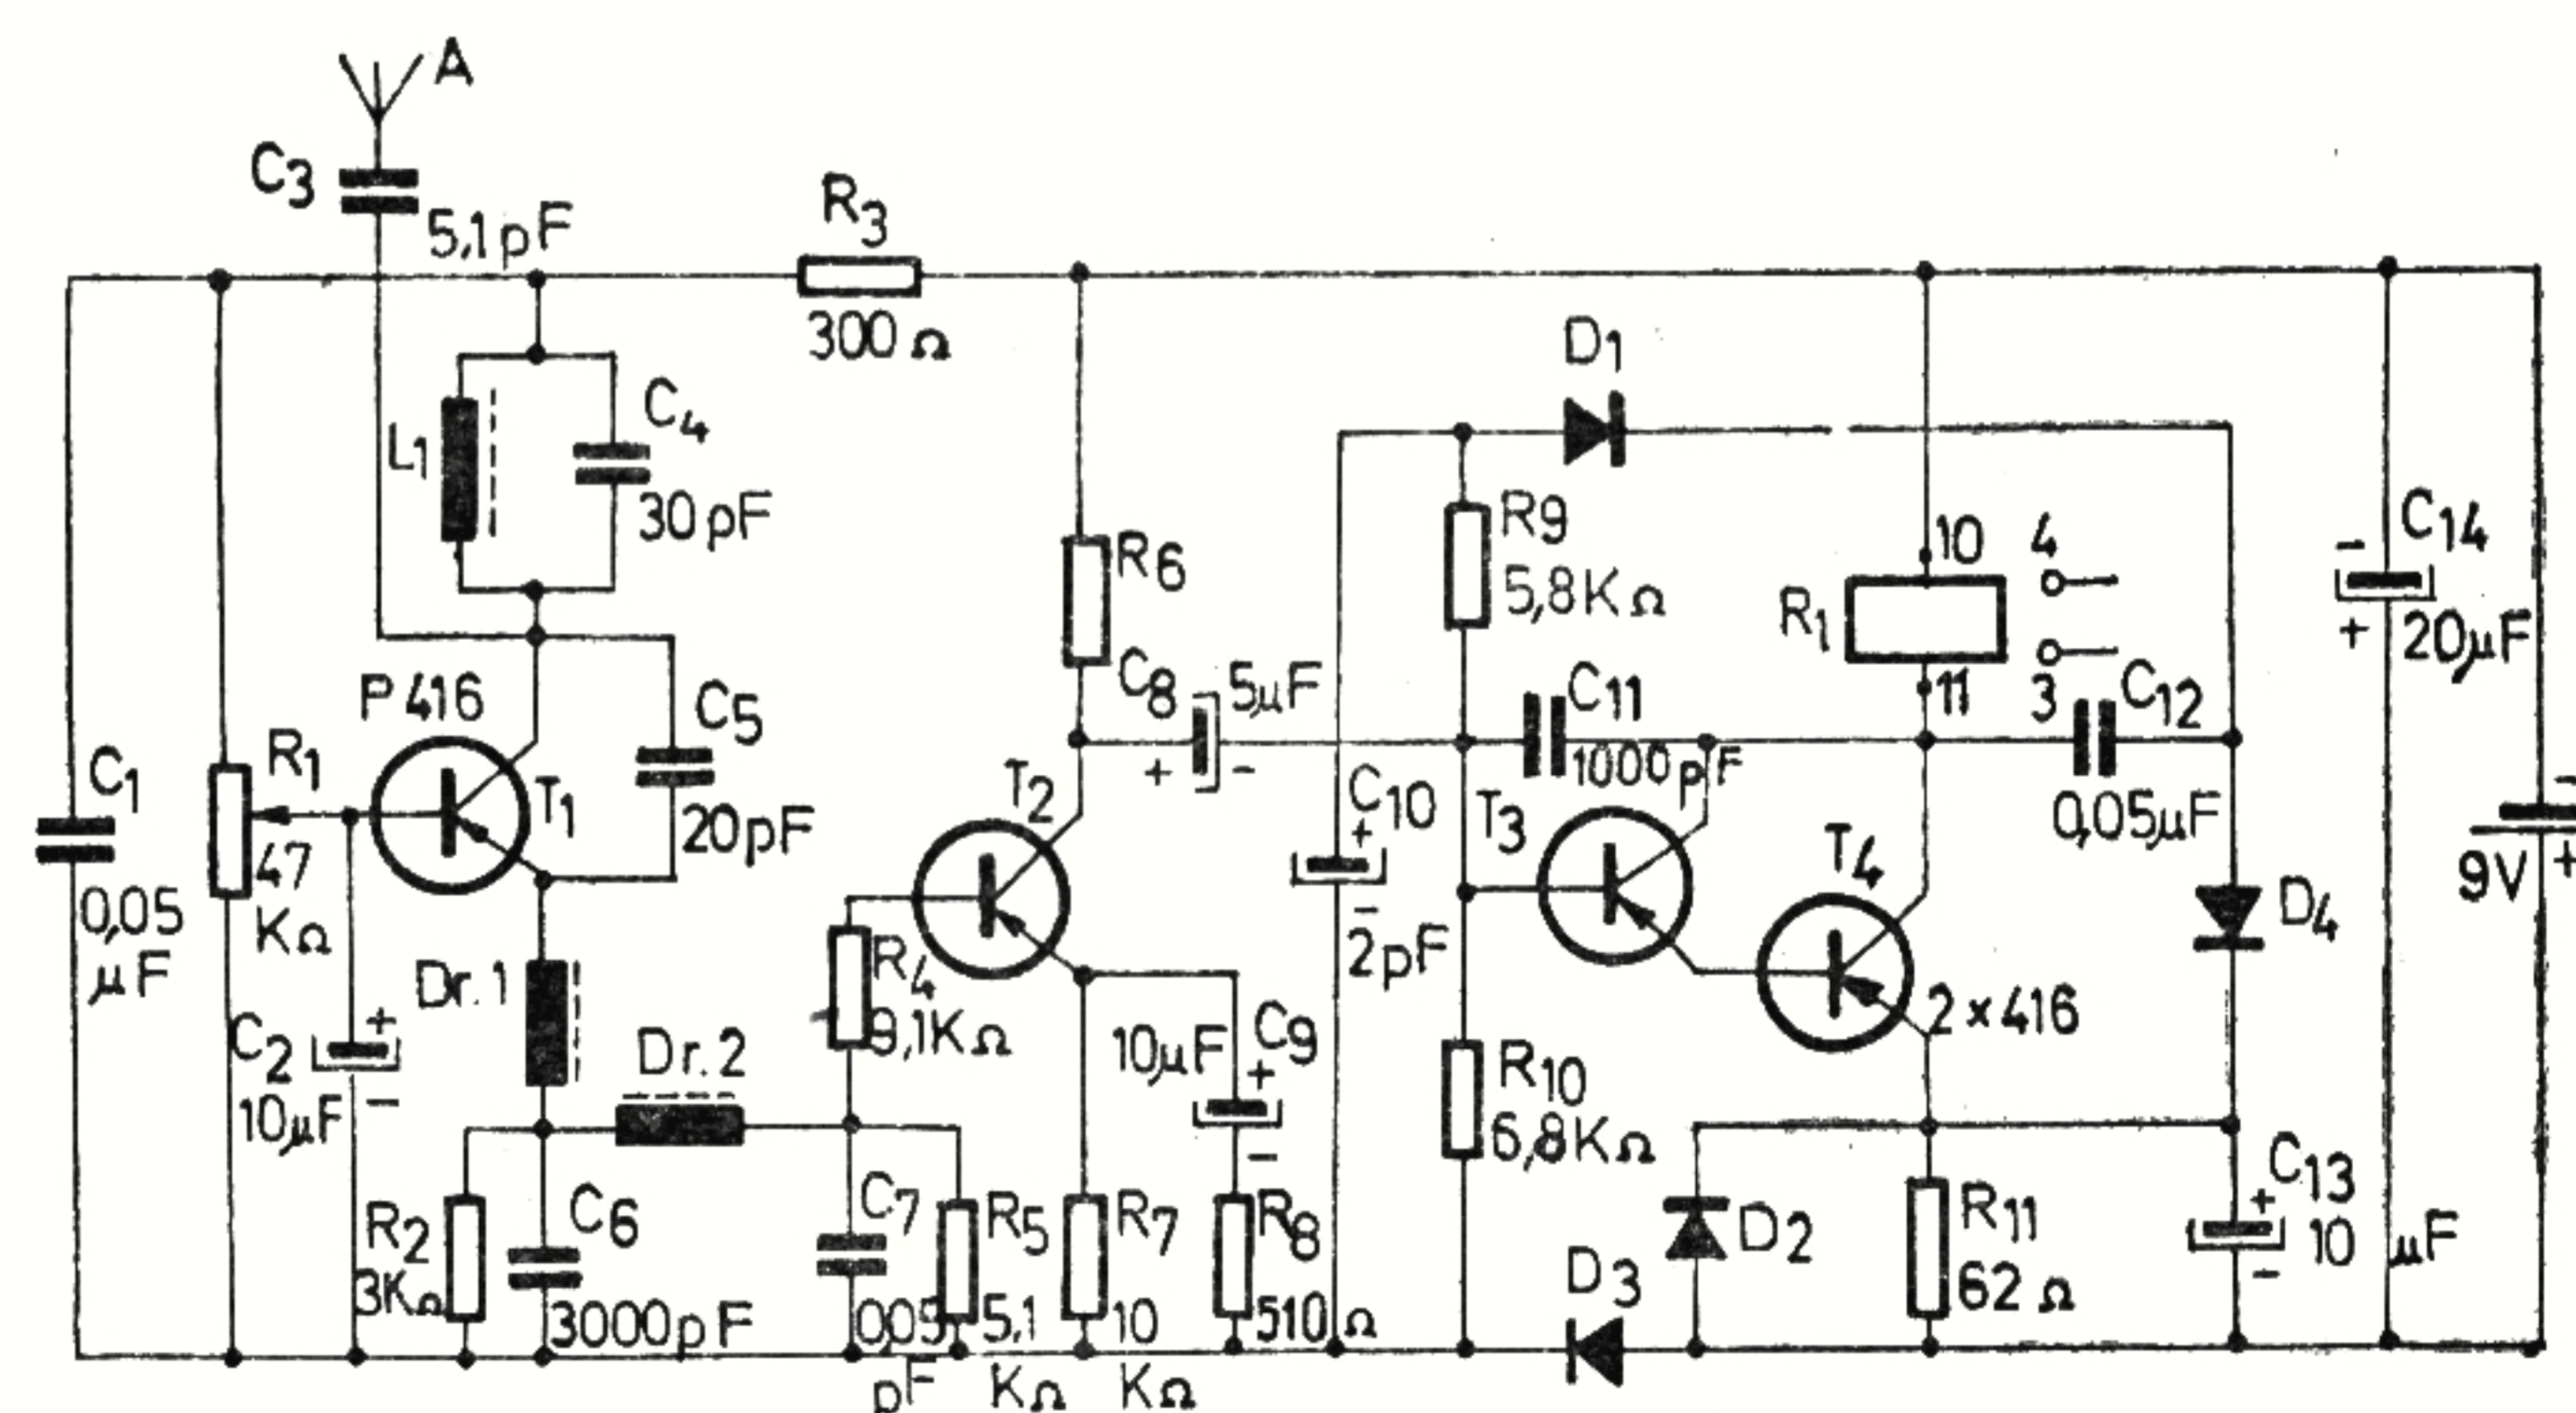 A
C3
5,1pF
R3
300 Ω
L1
C4
30pF
D1
R9
5,8KΩ
R6
10
4
R1
11
3
C14
-
+
20µF
P416
T1
C5
20pF
C8
5µF
+
-
C11
1000pF
C12
0,05µF
C1
0,05
µF
R1
47
KΩ
T2
C10
+
-
2pF
T3
T4
2x416
9V
-
+
D4
C2
10µF
+
-
Dr.1
Dr.2
R4
9,1KΩ
10µF
C9
+
-
R10
6,8KΩ
R2
3KΩ
C6
3000pF
C7
005
pF
R5
5,1
KΩ
R7
10
KΩ
R8
510Ω
D3
D2
R11
62 Ω
C13
+
10 µF
-